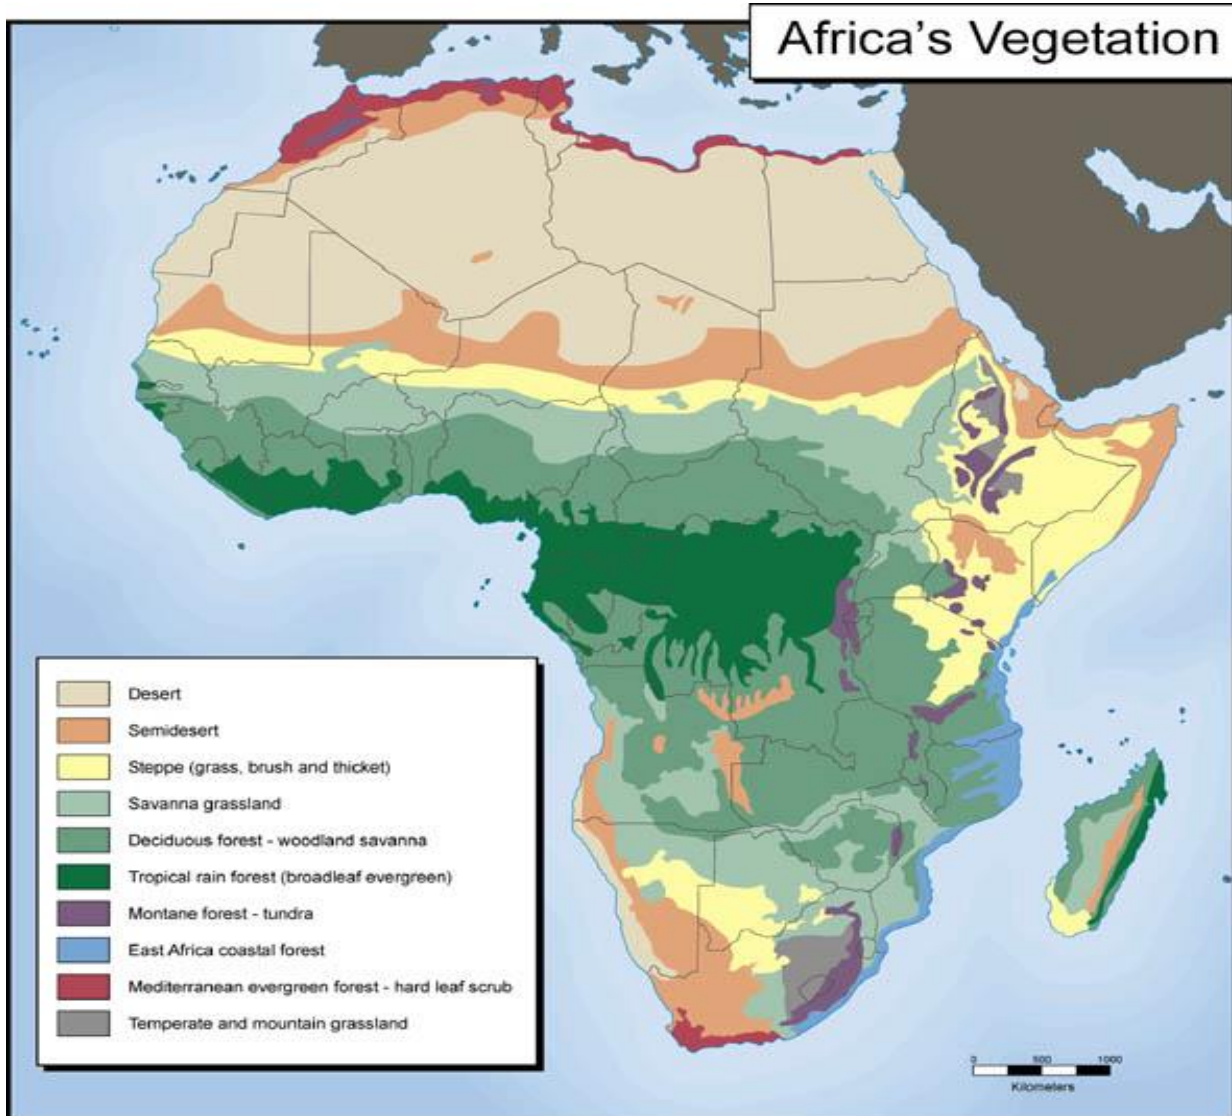 Africa's Vegetation
Desert
Semidesert
Steppe (grass, brush and thicket)
Savanna grassland
Deciduous forest - woodland savanna
Tropical rain forest (broadleaf evergreen)
Montane forest - tundra
East Africa coastal forest
Mediterranean evergreen forest - hard leaf scrub
Temperate and mountain grassland
0 500 1000
Kilometers